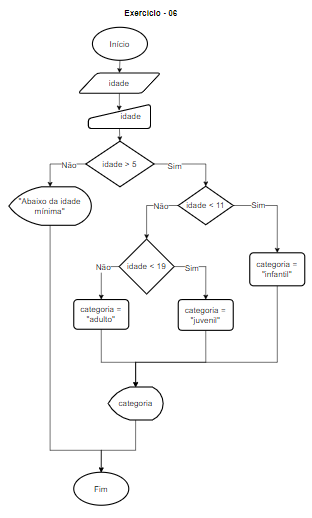 Exercício - 06
Início
idade
idade
idade > 5
Não
Sim
"Abaixo da idade
mínima"
idade < 11
Não
Sim
idade < 19
Não
Sim
categoria =
"infantil"
categoria =
"adulto"
categoria =
"juvenil"
categoria
Fim